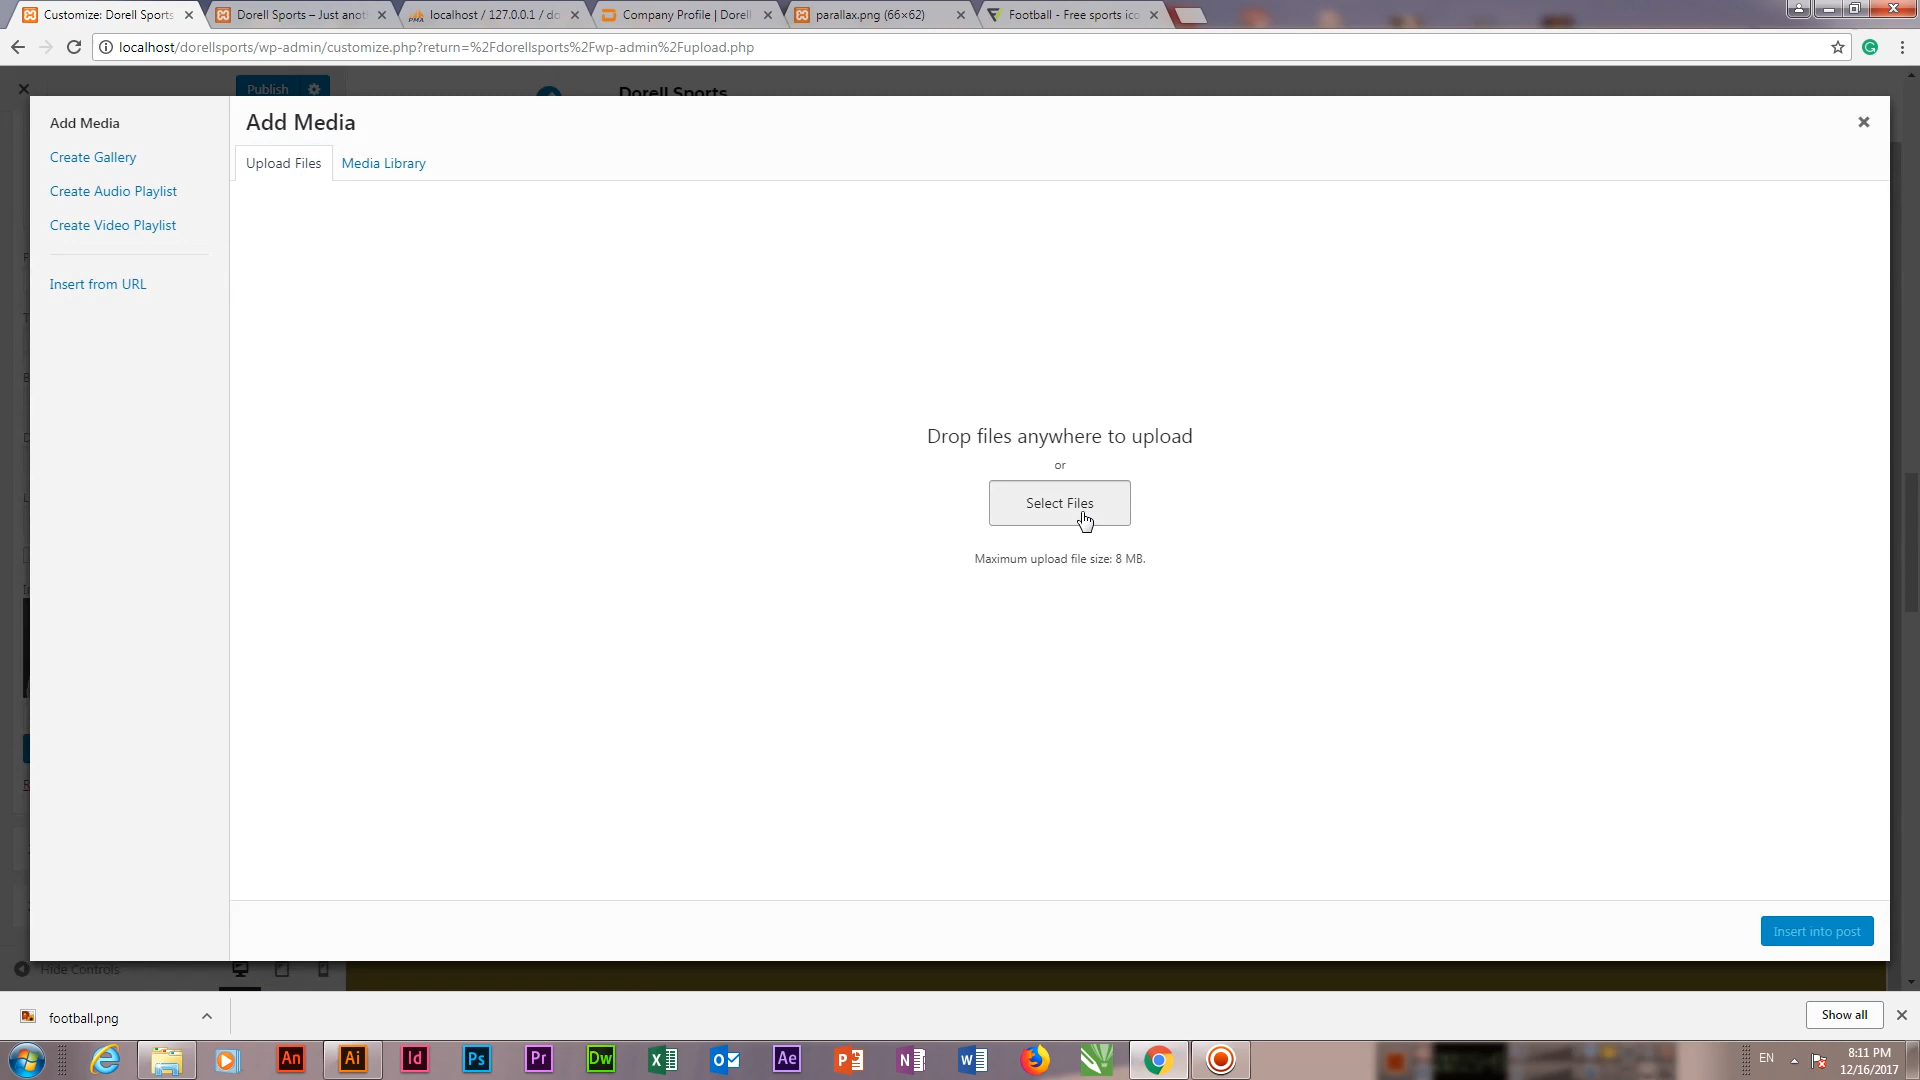 Customize: Dorell Sports
Dorell Sports – Just anot
localhost / 127.0.0.1 / do
Company Profile | Dorell
parallax.png (66×62)
Football - Free sports ico
localhost/dorellsports/wp-admin/customize.php?return=%2Fdorellsports%2Fwp-admin%2Fupload.php
Publish
Dorell Sports
Add Media
Create Gallery
Create Audio Playlist
Create Video Playlist
Insert from URL
Add Media
Upload Files
Media Library
Drop files anywhere to upload
or
Select Files
Maximum upload file size: 8 MB.
Insert into post
Hide Controls
football.png
Show all
An
Ai
Id
Ps
Pr
Dw
Ae
EN
8:11 PM
12/16/2017